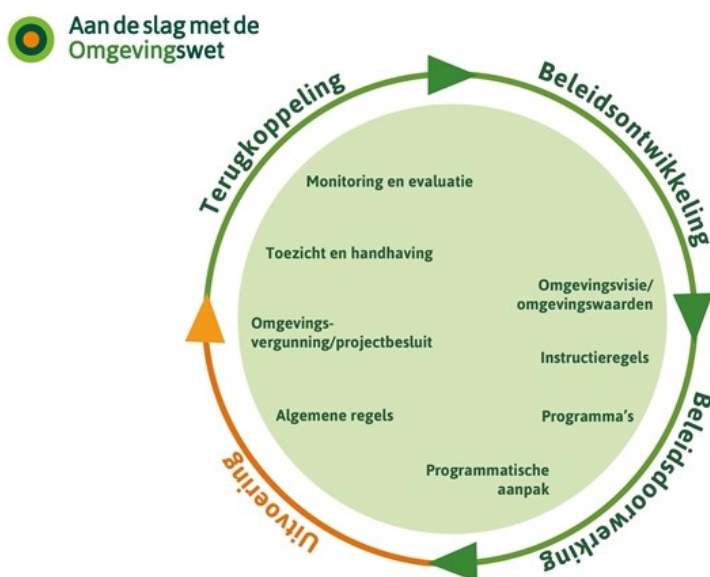 Aan de slag met de
Omgevingswet
Terugkoppeling
Beleidsontwikkeling
Monitoring en evaluatie
Toezicht en handhaving
Omgevingsvisie/
omgevingswaarden
Omgevings-
vergunning/projectbesluit
Instructieregels
Algemene regels
Programma's
Programmatische
aanpak
Uitvoering
Beleidsdoorwerking